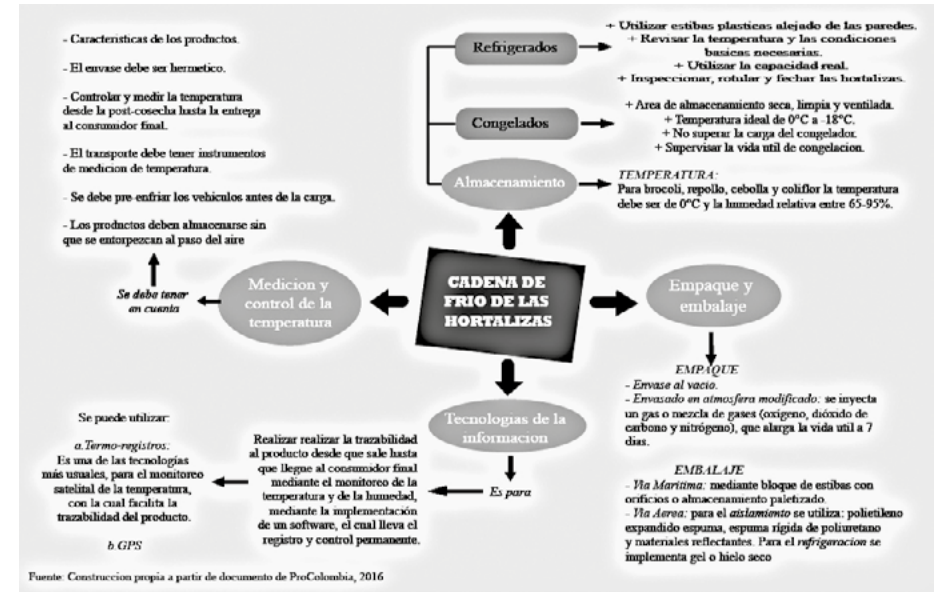 - Caracteristicas de los productos.
- El envase debe ser hermetico.
- Controlar y medir la temperatura
desde la post-cosecha hasta la entrega
al consumidor final.
- El transporte debe tener instrumentos
de medicion de temperatura.
- Se debe pre-enfriar los vehiculos antes de la carga.
- Los productos deben almacenarse sin
que se entorpezcan al paso del aire
Se debe tener
en cuenta
Medicion y
control de la
temperatura
Refrigerados
+ Utilizar estibas plasticas alejado de las paredes.
+ Revisar la temperatura y las condiciones
basicas necesarias.
+ Utilizar la capacidad real.
+ Inspeccionar, rotular y fechar las hortalizas.
Congelados
+ Area de almacenamiento seca, limpia y ventilada.
+ Temperatura ideal de 0°C a -18°C.
+ No superar la carga del congelador.
+ Supervisar la vida util de congelacion.
Almacenamiento
TEMPERATURA:
Para brocoli, repollo, cebolla y coliflor la temperatura
debe ser de 0°C y la humedad relativa entre 65-95%.
CADENA DE
FRIO DE LAS
HORTALIZAS
Empaque y
embalaje
EMPAQUE
- Envase al vacio.
- Envasado en atmosfera modificado: se inyecta
un gas o mezcla de gases (oxígeno, dióxido de
carbono y nitrógeno), que alarga la vida util a 7
dias.
EMBALAJE
- Via Maritima: mediante bloque de estibas con
orificios o almacenamiento paletizado.
- Via Aerea: para el aislamiento se utiliza: polietileno
expandido espuma, espuma rígida de poliuretano
y materiales reflectantes. Para el refrigeracion se
implementa gel o hielo seco
Tecnologias de la
informacion
Es para
Realizar realizar la trazabilidad
al producto desde que sale hasta
que llegue al consumidor final
mediante el monitoreo de la
temperatura y de la humedad,
mediante la implementación
de un software, el cual lleva el
registro y control permanente.
Se puede utilizar:
a. Termo-registros:
Es una de las tecnologías
más usuales, para el monitoreo
satelital de la temperatura,
con la cual facilita la
trazabilidad del producto.
b. GPS
Fuente: Construccion propia a partir de documento de ProColombia, 2016